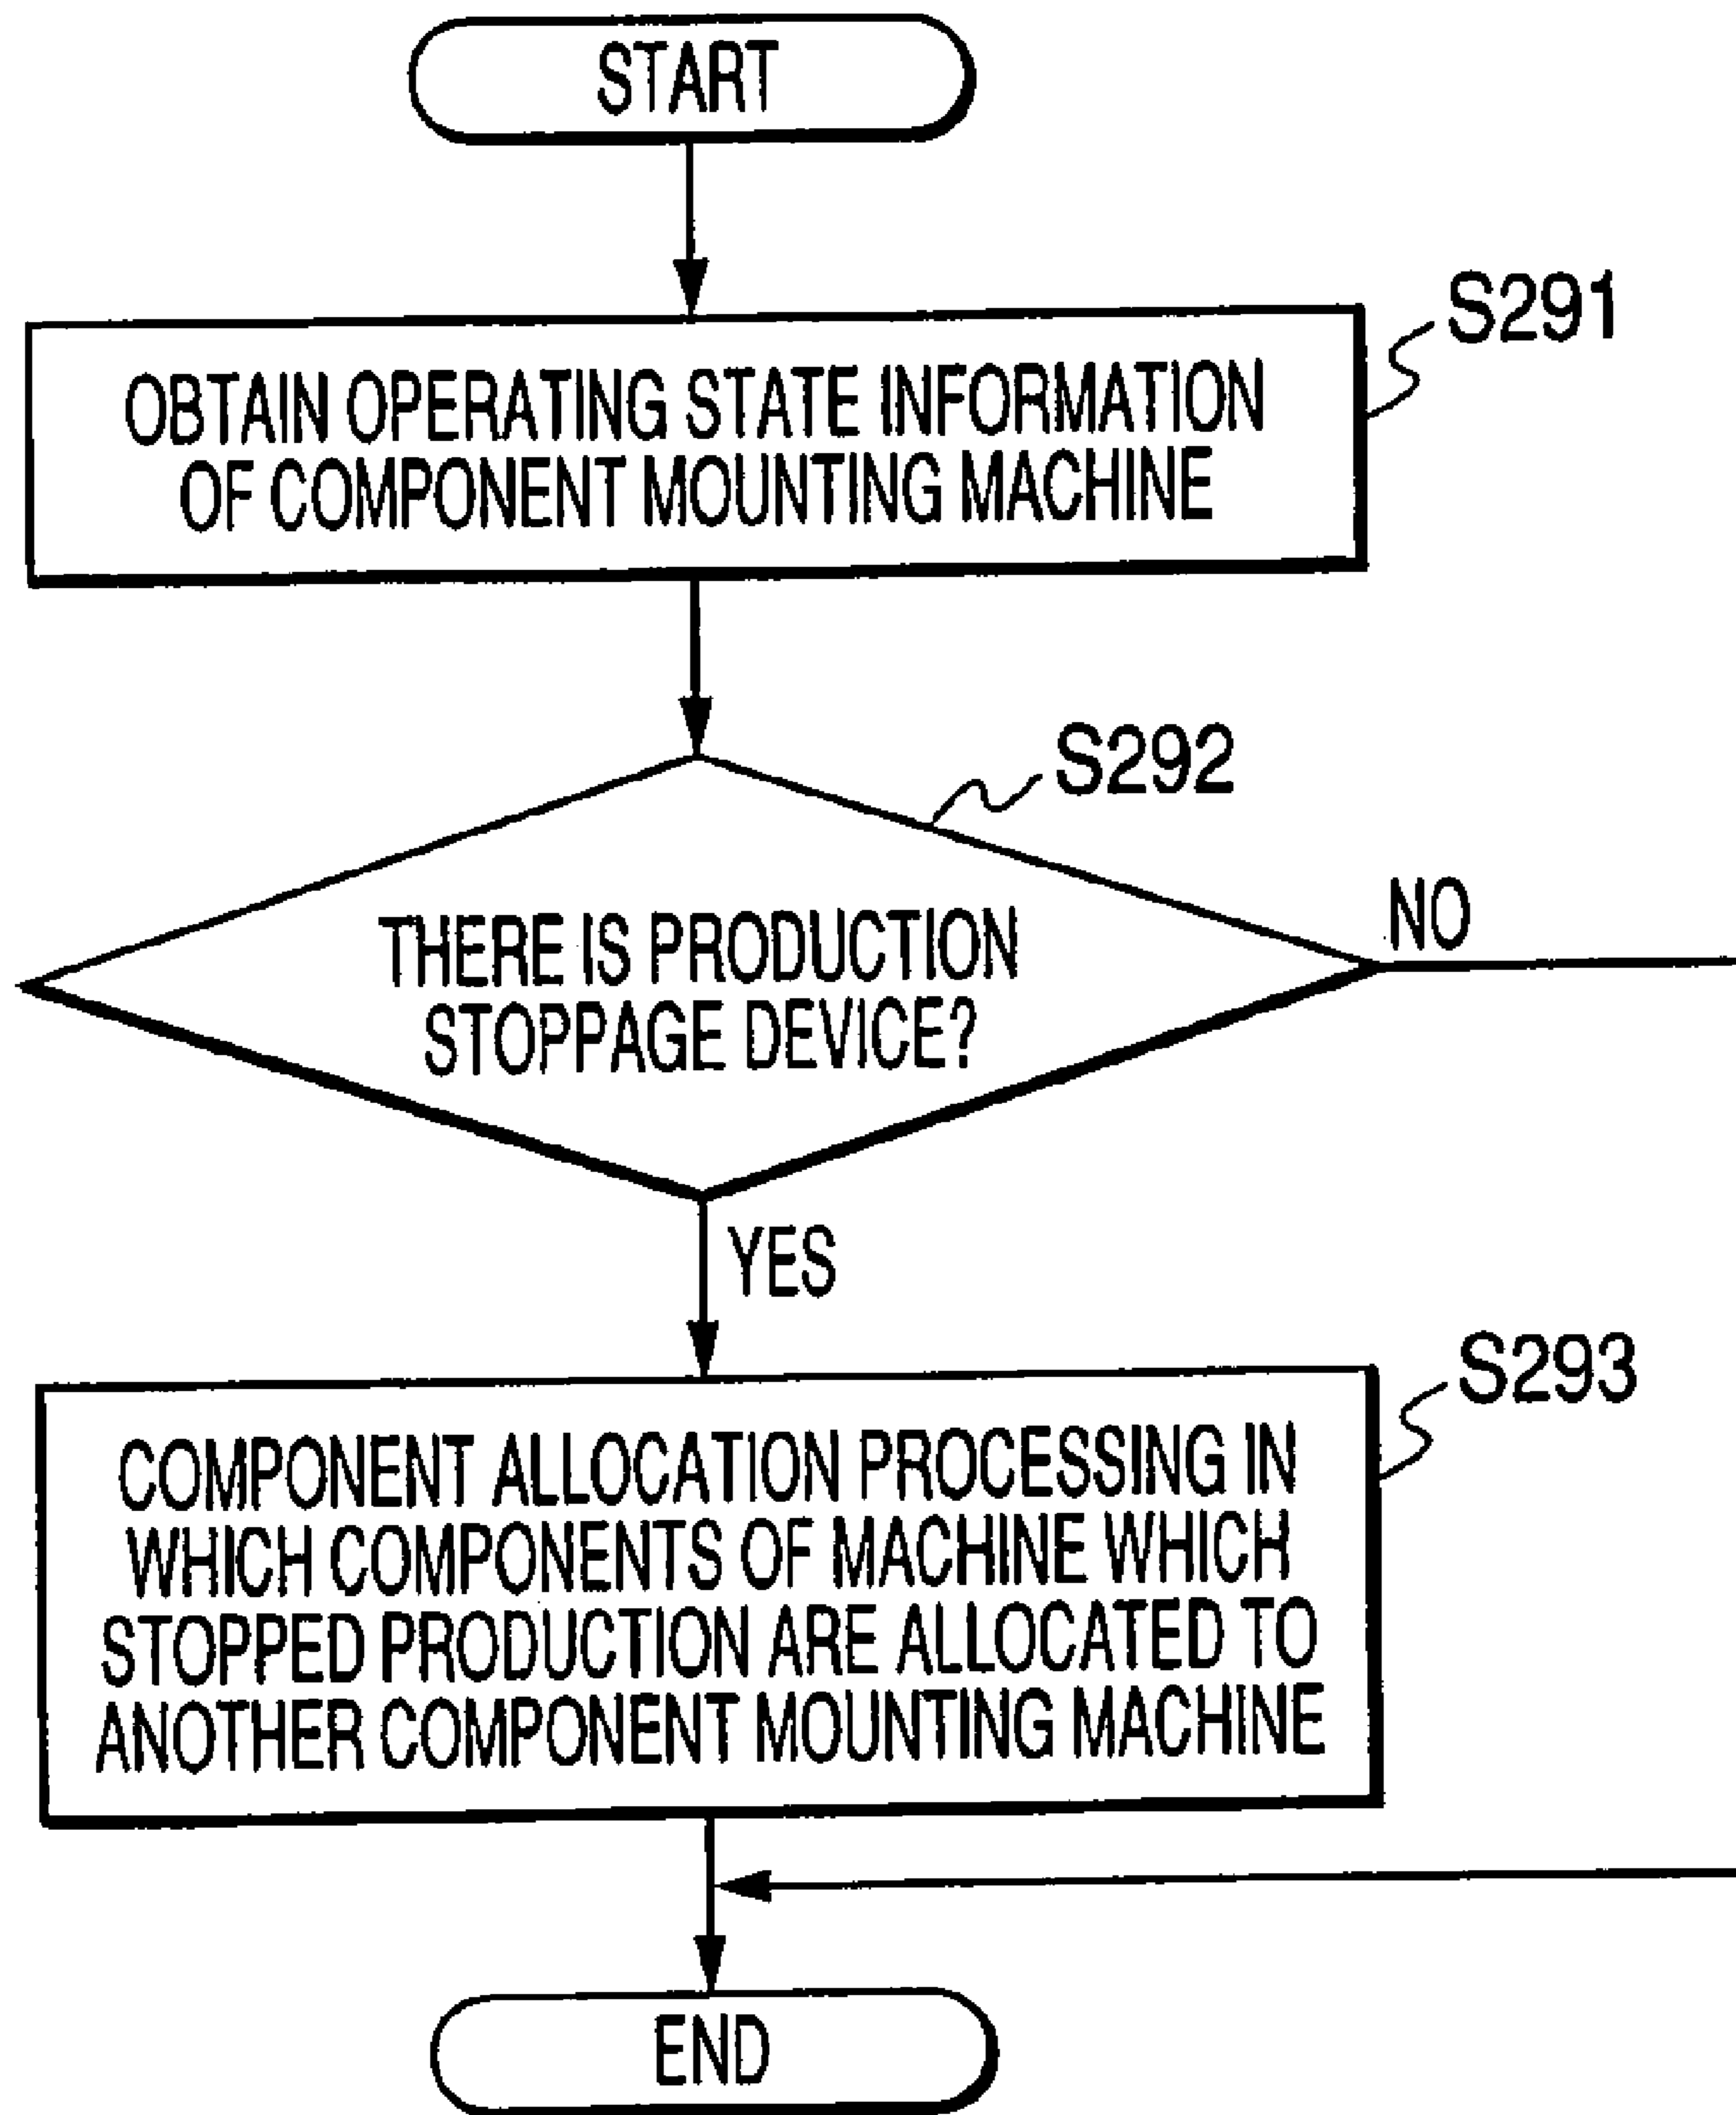 START
S291
OBTAIN OPERATING STATE INFORMATION
OF COMPONENT MOUNTING MACHINE
S292
THERE IS PRODUCTION
STOPPAGE DEVICE?
NO
YES
S293
COMPONENT ALLOCATION PROCESSING IN
WHICH COMPONENTS OF MACHINE WHICH
STOPPED PRODUCTION ARE ALLOCATED TO
ANOTHER COMPONENT MOUNTING MACHINE
END